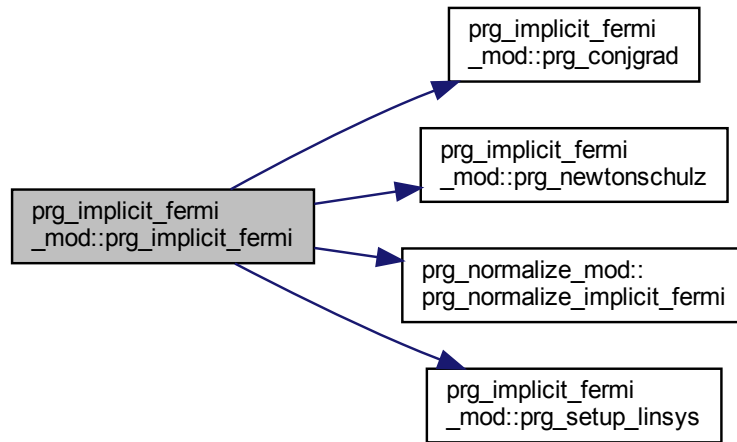 prg_implicit_fermi
_mod::prg_conjgrad
prg_implicit_fermi
_mod::prg_newtonschulz
prg_implicit_fermi
_mod::prg_implicit_fermi
prg_normalize_mod::
prg_normalize_implicit_fermi
prg_implicit_fermi
_mod::prg_setup_linsys